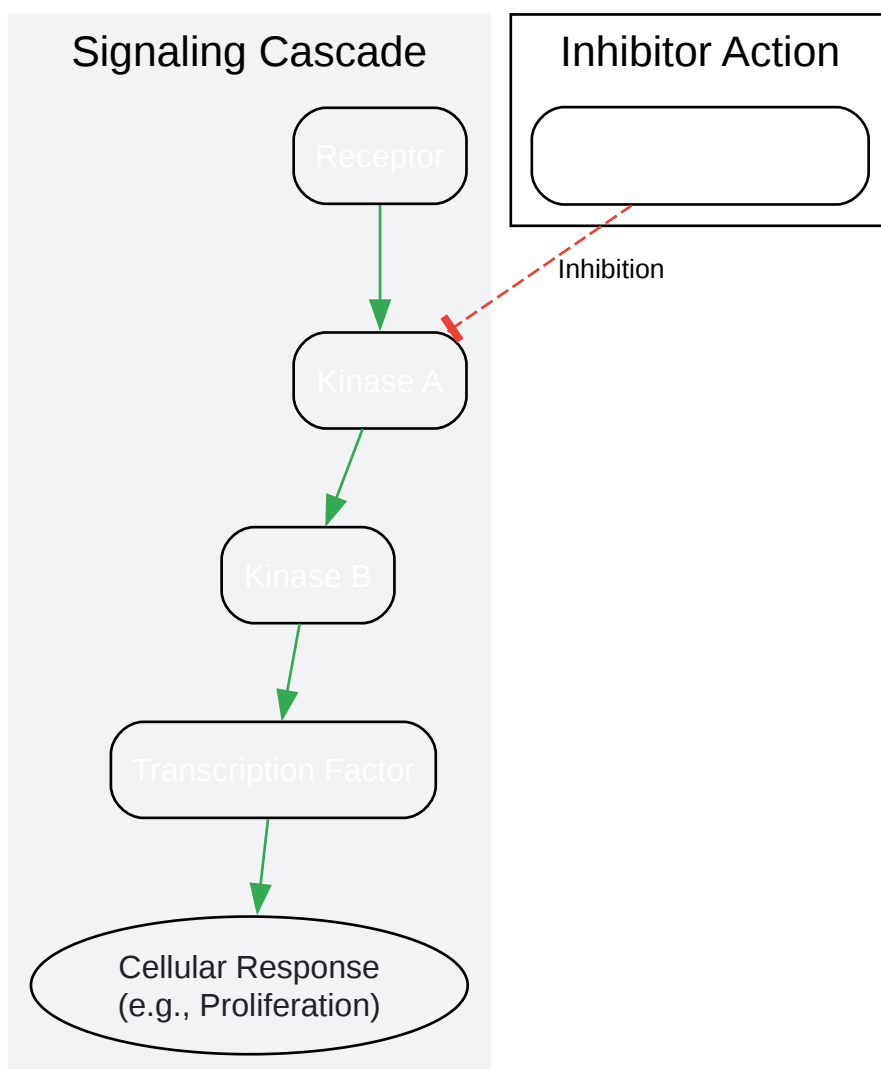 Signaling Cascade
Inhibitor Action
Receptor
Inhibition
Kinase A
Kinase B
Transcription Factor
Cellular Response
(e.g., Proliferation)